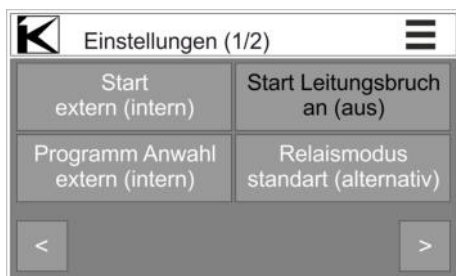 K
Einstellungen (1/2)
Start
extern (intern)
Start Leitungsbruch
an (aus)
Programm Anwahl
extern (intern)
Relaismodus
standart (alternativ)
<
>